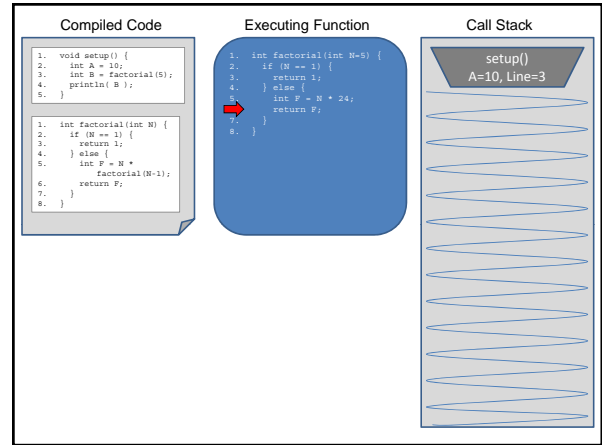 Compiled Code
1. void setup() {
2. int A = 10;
3. int B = factorial(5);
4. println( B );
5. }
1. int factorial(int N) {
2. if (N == 1) {
3. return 1;
4. } else {
5. int F = N *
factorial(N-1);
6. return F;
7. }
8. }
Executing Function
1. int factorial(int N=5) {
2. if (N == 1) {
3. return 1;
4. } else {
5. int F = N * 24;
return F;
7. }
8. }
Call Stack
setup()
A=10, Line=3